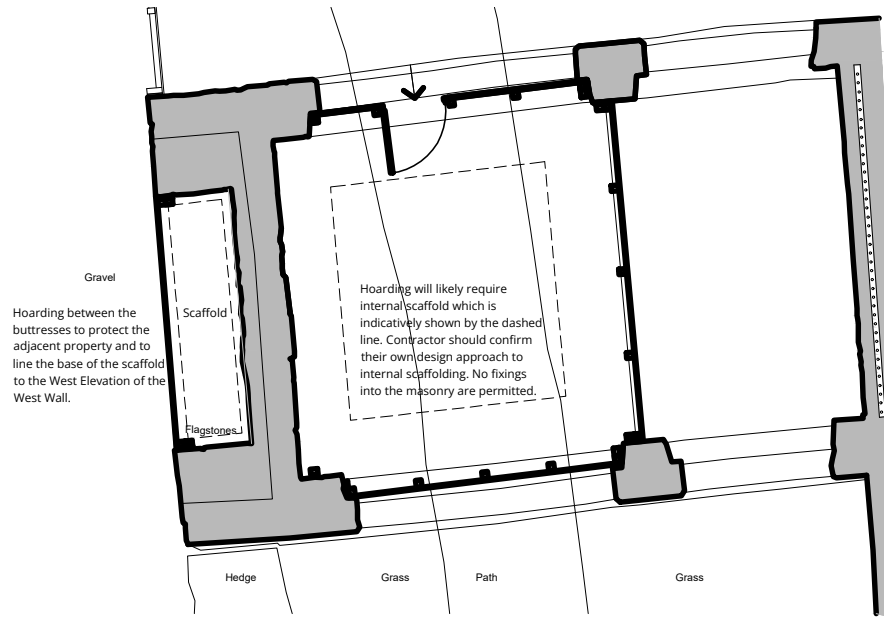 Gravel
Hoarding between the
buttresses to protect the
adjacent property and to
line the base of the scaffold
to the West Elevation of the
West Wall.
Scaffold
Flagstones
Hoarding will likely require
internal scaffold which is
indicatively shown by the dashed
line. Contractor should confirm
their own design approach to
internal scaffolding. No fixings
into the masonry are permitted.
Hedge
Grass
Path
Grass